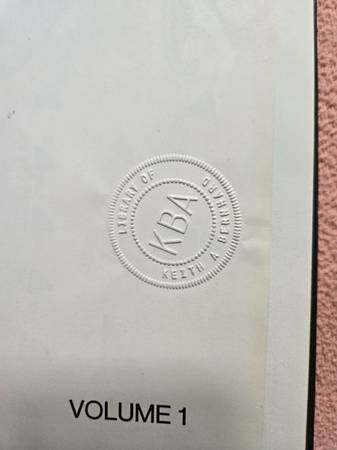 LIBRARY OF
KBA
KEITH A
VOLUME 1